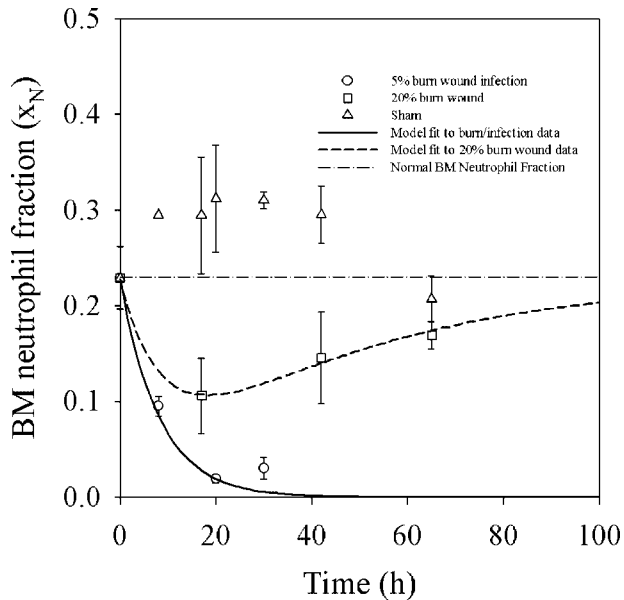 0.5
0.4
0.3
0.2
0.1
0.0
BM neutrophil fraction (x_N)
5% burn wound infection
20% burn wound
Sham
Model fit to burn/infection data
Model fit to 20% burn wound data
Normal BM Neutrophil Fraction
0 20 40 60 80 100
Time (h)